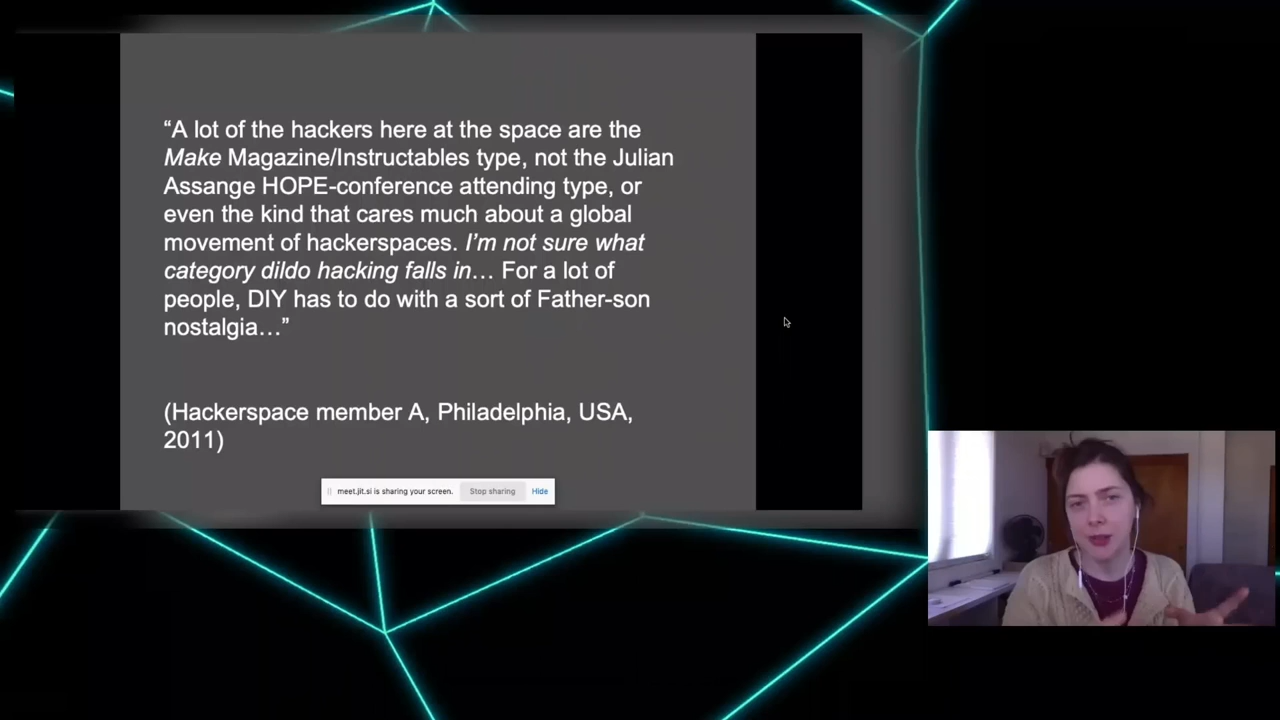 “A lot of the hackers here at the space are the
Make Magazine/Instructables type, not the Julian
Assange HOPE-conference attending type, or
even the kind that cares much about a global
movement of hackerspaces. I’m not sure what
category dildo hacking falls in… For a lot of
people, DIY has to do with a sort of Father-son
nostalgia…”
(Hackerspace member A, Philadelphia, USA,
2011)
meet.jit.si is sharing your screen. Stop sharing Hide